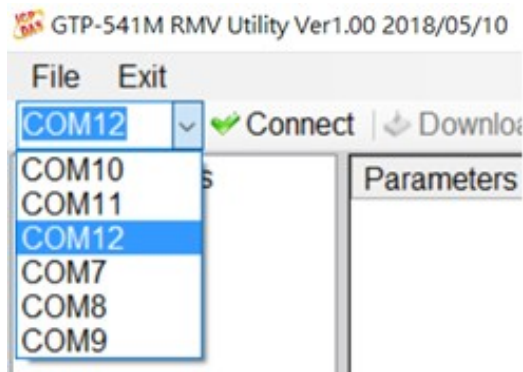 GTP-541M RMV Utility Ver1.00 2018/05/10
File Exit
COM12 Connect
Parameters
COM10
COM11
COM12
COM7
COM8
COM9